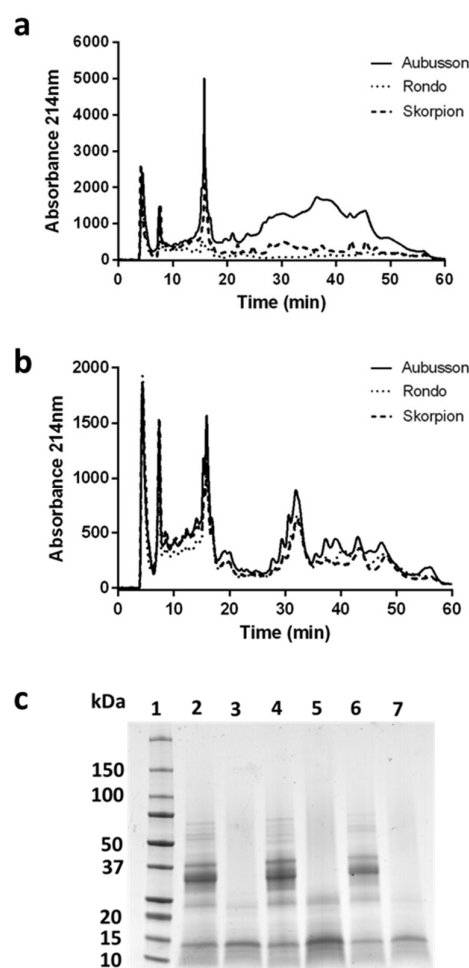 a
6000
5000
4000
3000
2000
1000
0
Absorbance 214nm
Aubusson
Rondo
Skorpion
0 10 20 30 40 50 60
Time (min)
b
2000
1500
1000
500
0
Absorbance 214nm
Aubusson
Rondo
Skorpion
0 10 20 30 40 50 60
Time (min)
c
kDa 1 2 3 4 5 6 7
150
100
50
37
20
15
10